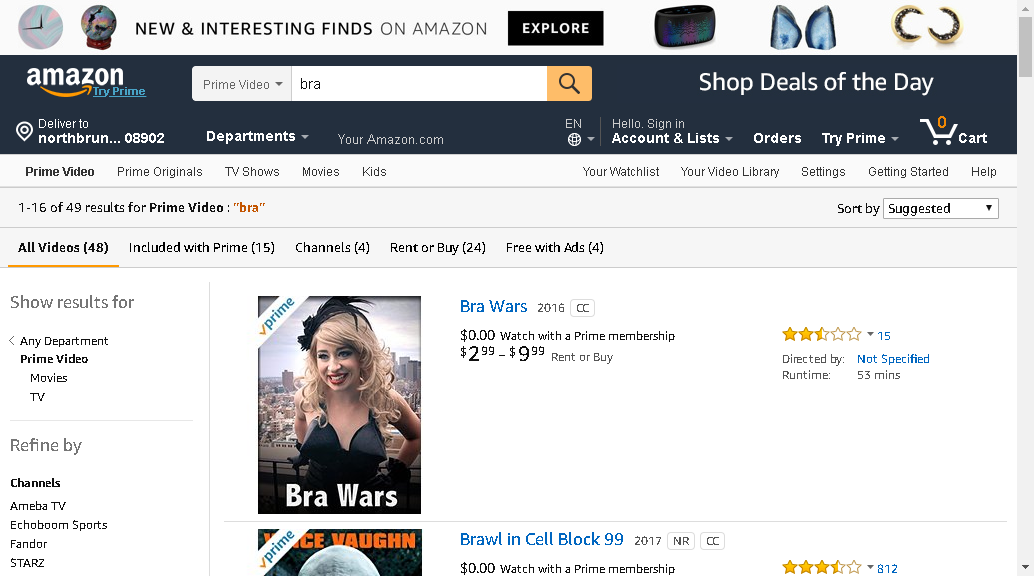 NEW & INTERESTING FINDS ON AMAZON EXPLORE
amazon
Try Prime
Prime Video
bra
Shop Deals of the Day
Deliver to
northbrun... 08902
Departments
Your Amazon.com
EN
Hello. Sign in
Account & Lists
Orders
Try Prime
0
Cart
Prime Video Prime Originals TV Shows Movies Kids Your Watchlist Your Video Library Settings Getting Started Help
1-16 of 49 results for Prime Video : "bra"
Sort by Suggested
All Videos (48) Included with Prime (15) Channels (4) Rent or Buy (24) Free with Ads (4)
Show results for
Any Department
Prime Video
Movies
TV
Refine by
Channels
Ameba TV
Echoboom Sports
Fandor
STARZ
prime
Bra Wars
Bra Wars 2016 CC
$0.00 Watch with a Prime membership
$2.99 - $9.99 Rent or Buy
15
Directed by: Not Specified
Runtime: 53 mins
prime
VINCE VAUGHN
Brawl in Cell Block 99 2017 NR CC
$0.00 Watch with a Prime membership
812